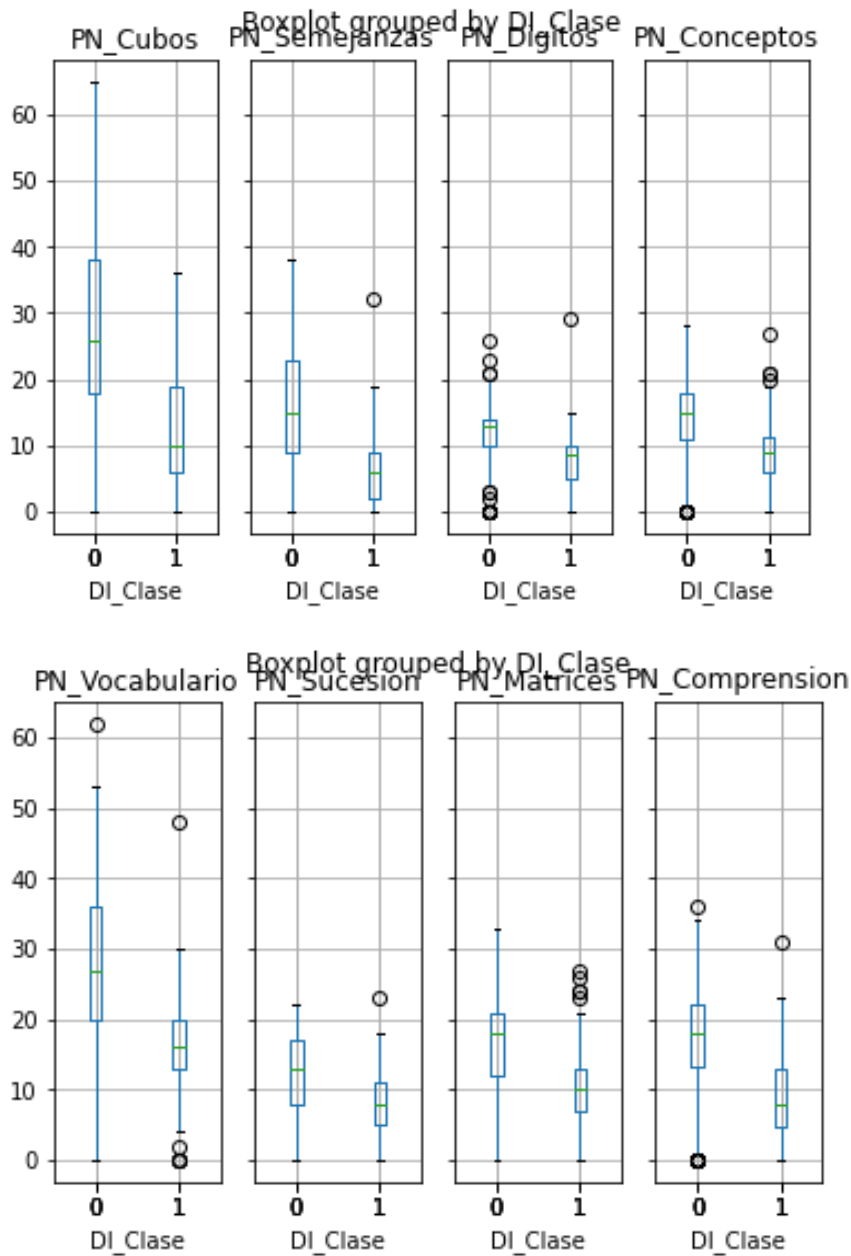 Boxplot grouped by DI_Clase
PN_Cubos PN_Semejanzas PN_Digitos PN_Conceptos
60
50
40
30
20
10
0
0 1 0 1 0 1 0 1
DI_Clase DI_Clase DI_Clase DI_Clase
Boxplot grouped by DI_Clase
PN_Vocabulario PN_Sucesion PN_Matrices PN_Comprension
60
50
40
30
20
10
0
0 1 0 1 0 1 0 1
DI_Clase DI_Clase DI_Clase DI_Clase